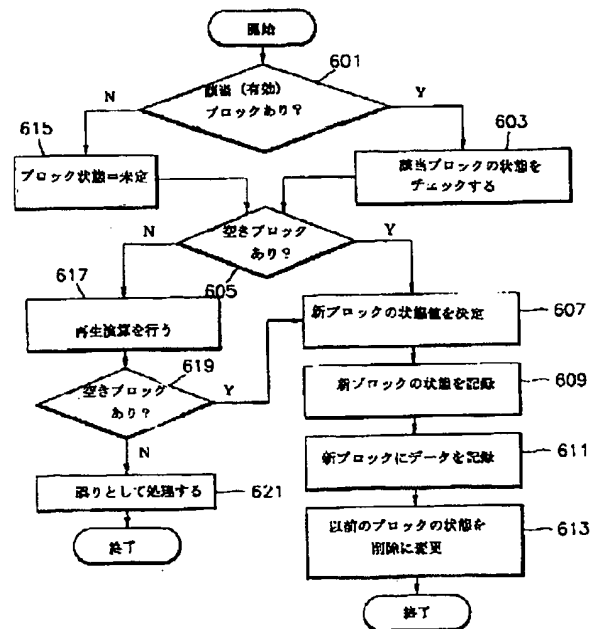 開始
601
該当(有効)
ブロックあり?
N
Y
615
ブロック状態=未定
603
該当ブロックの状態を
チェックする
N
空きブロック
あり?
Y
605
617
再生演算を行う
新ブロックの状態値を決定
607
619
空きブロック
あり?
Y
新ブロックの状態を記録
609
N
新ブロックにデータを記録
611
誤りとして処理する
621
以前のブロックの状態を
削除に変更
613
終了
終了